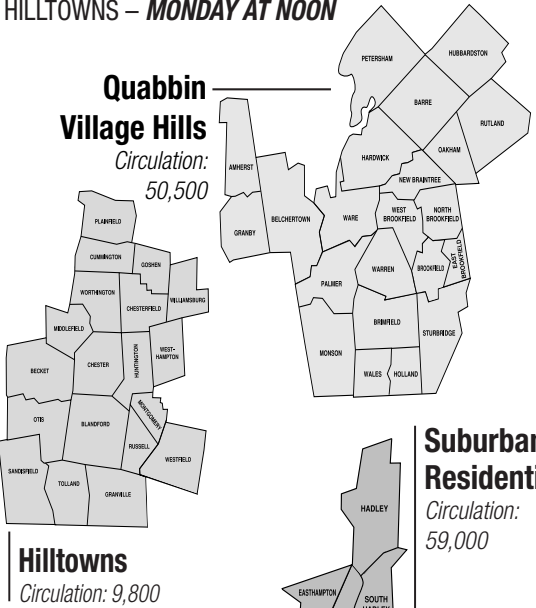 HILLTOWNS – MONDAY AT NOON
Quabbin
Village Hills
Circulation:
50,500
PETERSHAM
HUBBARDSTON
BARRE
RUTLAND
OAKHAM
HARDWICK
NEW BRAINTREE
AMHERST
BELCHERTOWN
GRANBY
WARE
WEST
BROOKFIELD
NORTH
BROOKFIELD
WARREN
BROOKFIELD
EAST
BROOKFIELD
PALMER
BRIMFIELD
STURBRIDGE
MONSON
WALES
HOLLAND
PLAINFIELD
CUMMINGTON
GOSHEN
WORTHINGTON
CHESTERFIELD
WILLIAMSBURG
MIDDLEFIELD
WEST-
HAMPTON
BECKET
CHESTER
HUNTINGTON
OTIS
BLANDFORD
MONTGOMERY
RUSSELL
WESTFIELD
SANDISFIELD
TOLLAND
GRANVILLE
Hilltowns
Circulation: 9,800
Suburban
Residenti
Circulation:
59,000
HADLEY
EASTHAMPTON
SOUTH
HADLEY